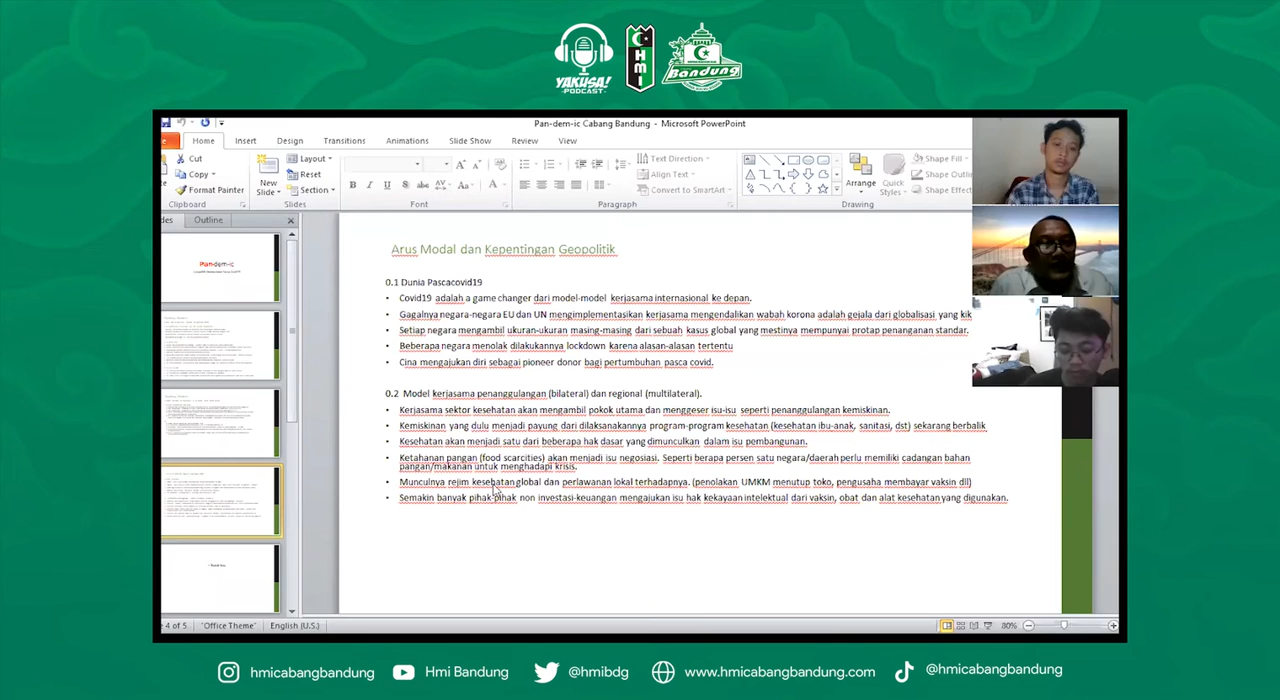 YAKUSA!
PODCAST
HMI
Bandung
Pan-dem-ic Cabang Bandung - Microsoft PowerPoint
Home Insert Design Transitions Animations Slide Show Review View
Cut
Copy
Format Painter
Clipboard
New Slide
Layout
Reset
Section
Slides
Font
Text Direction
Align Text
Convert to SmartArt
Paragraph
Arrange
Quick Styles
Shape Fill
Shape
Shape
Drawing
Outline
Plan-dem-ic
Arus Modal dan Kepentingan Geopolitik
0.1 Dunia Pascacovid19
• Covid19 adalah a game changer dari model-model kerjasama internasional ke depan.
• Gagalnya negara-negara EU dan UN mengimplementasikan kerjasama mengendalikan wabah korona adalah gejala dari globalisasi yang kik
• Setiap negara mengambil ukuran-ukuran masing-masing dari sebuah kasus global yang mestinya mempunyai protap penanganan standar.
• Beberapa negara menolak dilakukannya lockdown karena alasan-alasan tertentu
• Cina mengajukan diri sebagai pioneer donor bagi pertumbuhan pasca covid.
0.2 Model kerjasama penanggulangan (bilateral) dan regional (multilateral).
• Kerjasama sektor kesehatan akan mengambil pokok utama dan menggeser isu-isu seperti penanggulangan kemiskinan.
• Kemiskinan yang dulu menjadi payung dari dilaksanakannya program-program kesehatan (kesehatan ibu-anak, sanitasi, dst) sekarang berbalik
• Kesehatan akan menjadi satu dari beberapa hak dasar yang dimunculkan dalam isu pembangunan.
• Ketahanan pangan (food scarcities) akan menjadi isu negosiasi. Seperti berapa persen satu negara/daerah perlu memiliki cadangan bahan
pangan/makanan untuk menghadapi krisis.
• Munculnya rejim kesehatan global dan perlawanan lokal terhadapnya. (penolakan UMKM menutup toko, pengusaha membayar vaksin dll)
• Semakin banyak pihak-pihak non investasi-keuangan mengajukan isu hak kekayaan intelektual dari vaksin, obat dan alat kesehatan yang digunakan.
4 of 5 "Office Theme" English (U.S.) 80%
hmicabangbandung Hmi Bandung @hmibdg www.hmicabangbandung.com @hmicabangbandung